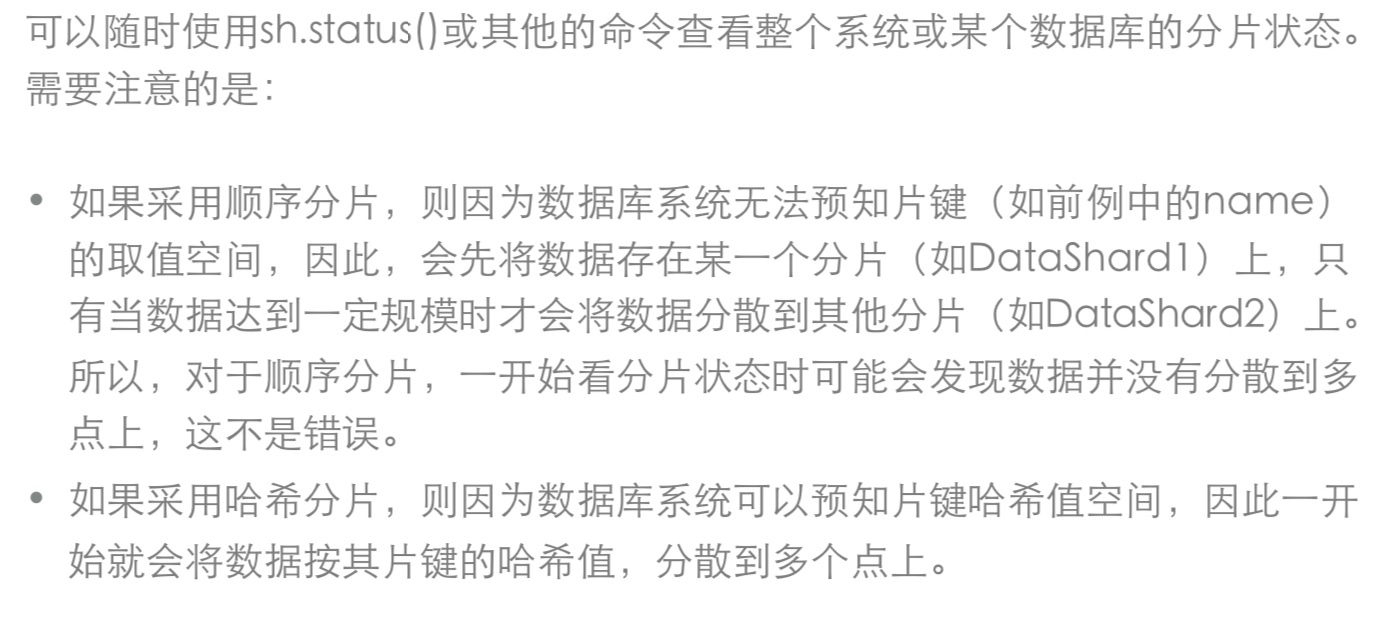 可以随时使用sh.status()或其他的命令查看整个系统或某个数据库的分片状态。
需要注意的是：
• 如果采用顺序分片，则因为数据库系统无法预知片键（如前例中的name）
的取值空间，因此，会先将数据存在某一个分片（如DataShard1）上，只
有当数据达到一定规模时才会将数据分散到其他分片（如DataShard2）上。
所以，对于顺序分片，一开始看分片状态时可能会发现数据并没有分散到多
点上，这不是错误。
• 如果采用哈希分片，则因为数据库系统可以预知片键哈希值空间，因此一开
始就会将数据按其片键的哈希值，分散到多个点上。